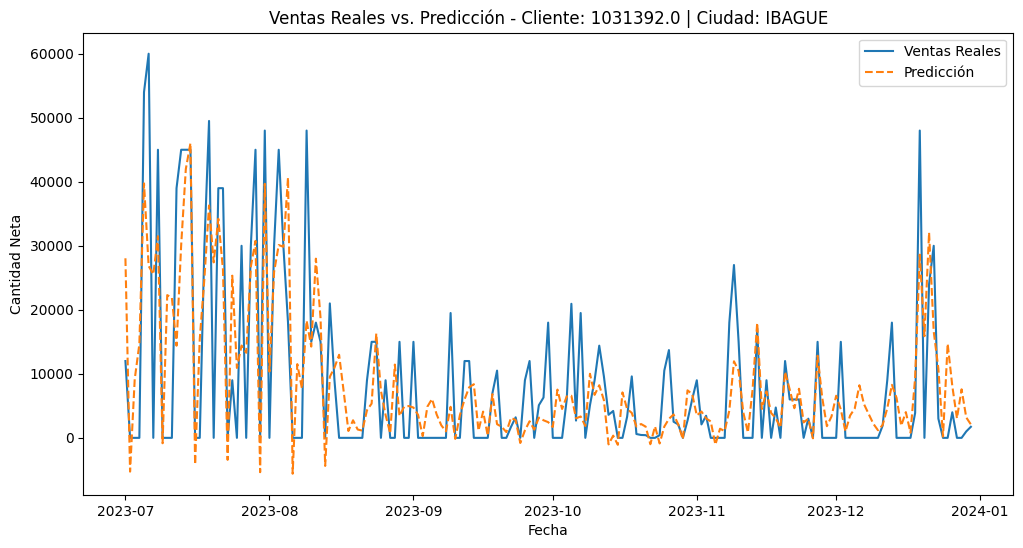 Ventas Reales vs. Predicción - Cliente: 1031392.0 | Ciudad: IBAGUE
Ventas Reales
Predicción
Cantidad Neta
60000
50000
40000
30000
20000
10000
0
2023-07
2023-08
2023-09
2023-10
2023-11
2023-12
2024-01
Fecha